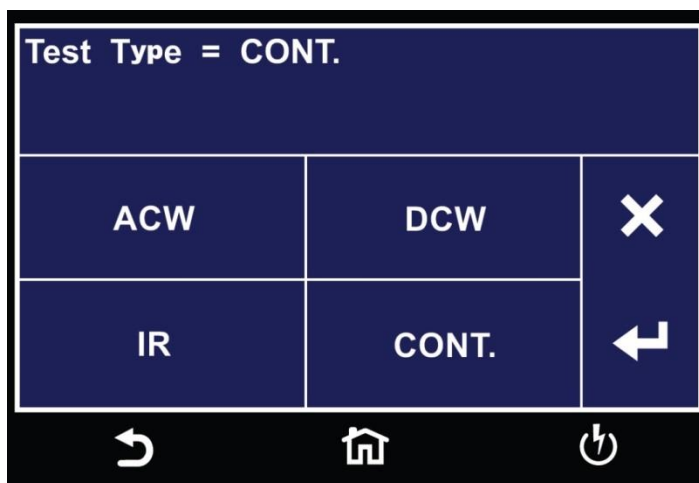 Test Type = CONT.
ACW
DCW
IR
CONT.